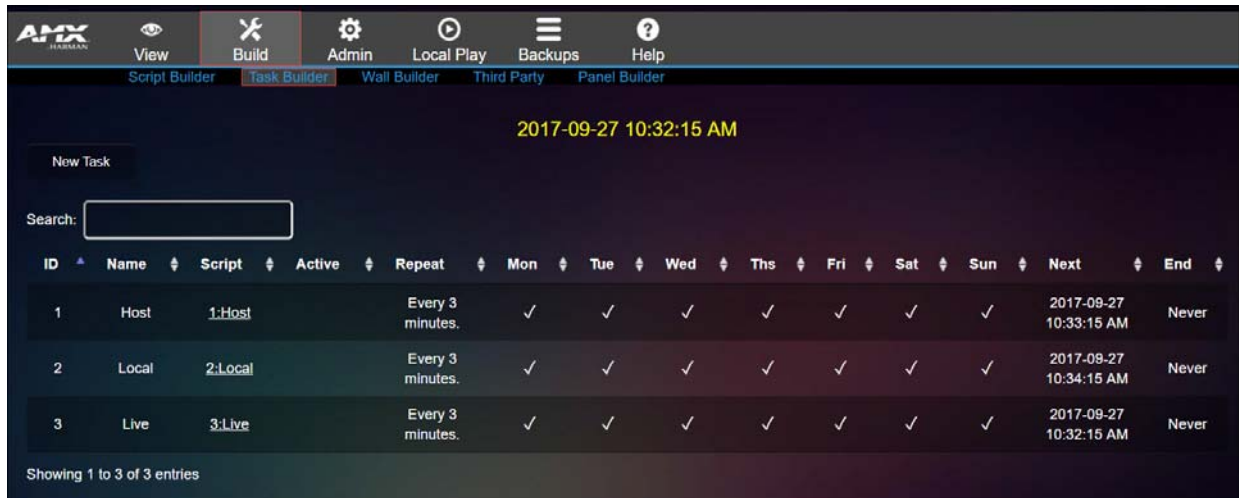 AMX
HARMAN
View Build Admin Local Play Backups ? Help
Script Builder Task Builder Wall Builder Third Party Panel Builder
2017-09-27 10:32:15 AM
New Task
Search:
ID Name Script Active Repeat Mon Tue Wed Ths Fri Sat Sun Next End
1 Host 1:Host Every 3 minutes. ✓ ✓ ✓ ✓ ✓ ✓ ✓ 2017-09-27 10:33:15 AM Never
2 Local 2:Local Every 3 minutes. ✓ ✓ ✓ ✓ ✓ ✓ ✓ 2017-09-27 10:34:15 AM Never
3 Live 3:Live Every 3 minutes. ✓ ✓ ✓ ✓ ✓ ✓ ✓ 2017-09-27 10:32:15 AM Never
Showing 1 to 3 of 3 entries